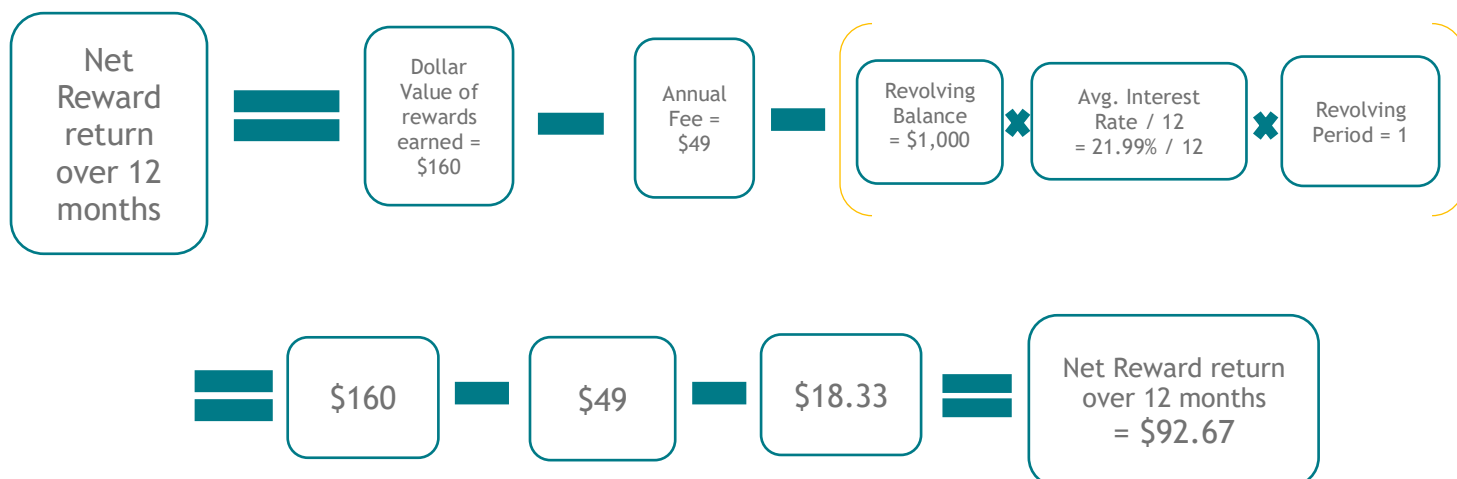 Net
Reward
return
over 12
months
Dollar
Value of
rewards
earned =
$160
Annual
Fee =
$49
Revolving
Balance
= $1,000
Avg. Interest
Rate / 12
= 21.99% / 12
Revolving
Period = 1
$160
$49
$18.33
Net Reward return
over 12 months
= $92.67